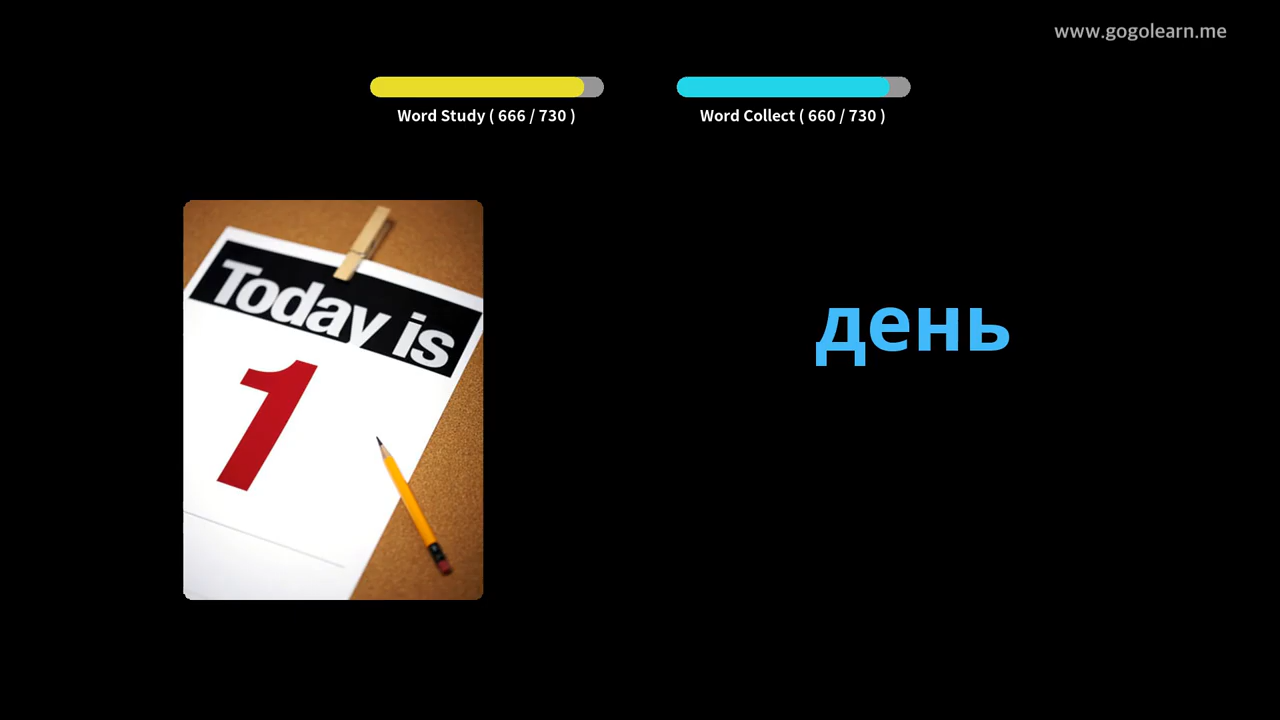 www.gogolearn.me
Word Study ( 666 / 730 )
Word Collect ( 660 / 730 )
Today is
1
день